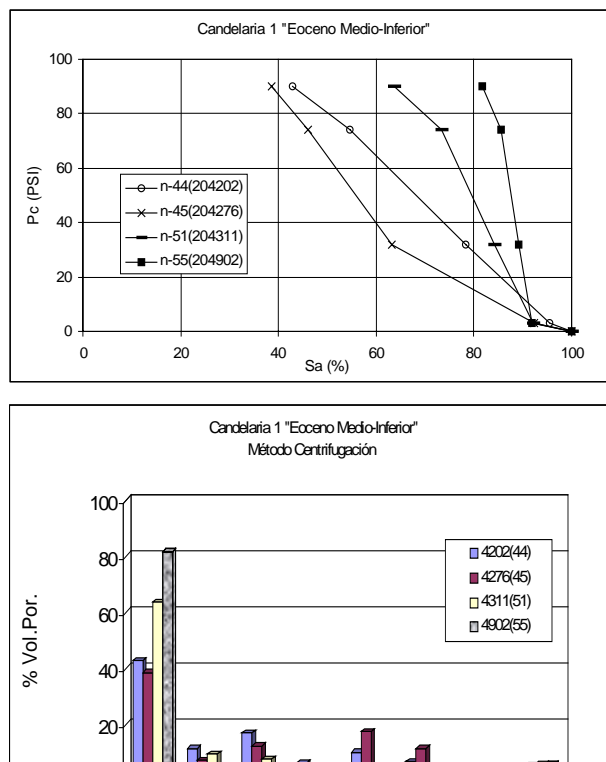 Candelaria 1 "Eoceno Medio-Inferior"
100
80
60
40
20
0
Pc (PSI)
n-44(204202)
n-45(204276)
n-51(204311)
n-55(204902)
0 20 40 60 80 100
Sa (%)
Candelaria 1 "Eoceno Medio-Inferior"
Método Centrifugación
100
80
60
40
20
% Vol.Por.
4202(44)
4276(45)
4311(51)
4902(55)